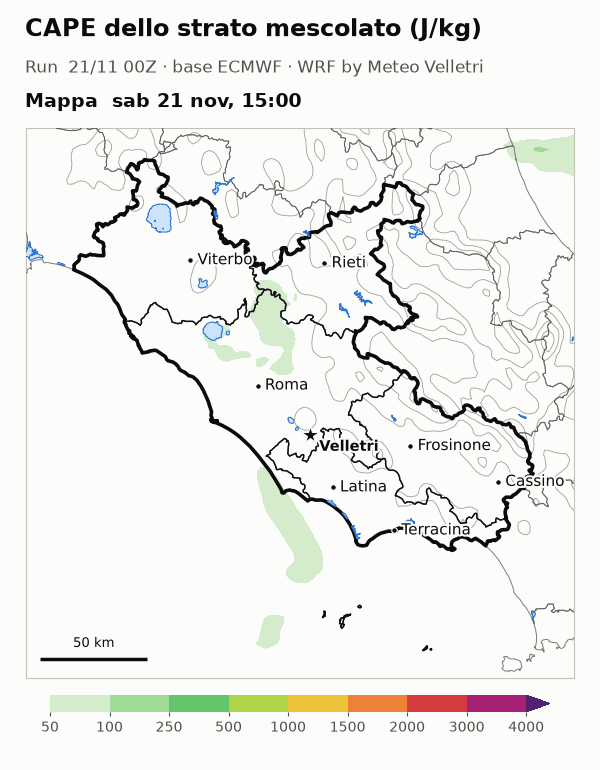 CAPE dello strato mescolato (J/kg)
Run 21/11 00Z · base ECMWF · WRF by Meteo Velletri
Mappa sab 21 nov, 15:00
Viterbo
Rieti
Roma
Velletri
Frosinone
Cassino
Latina
Terracina
50 km
50 100 250 500 1000 1500 2000 3000 4000